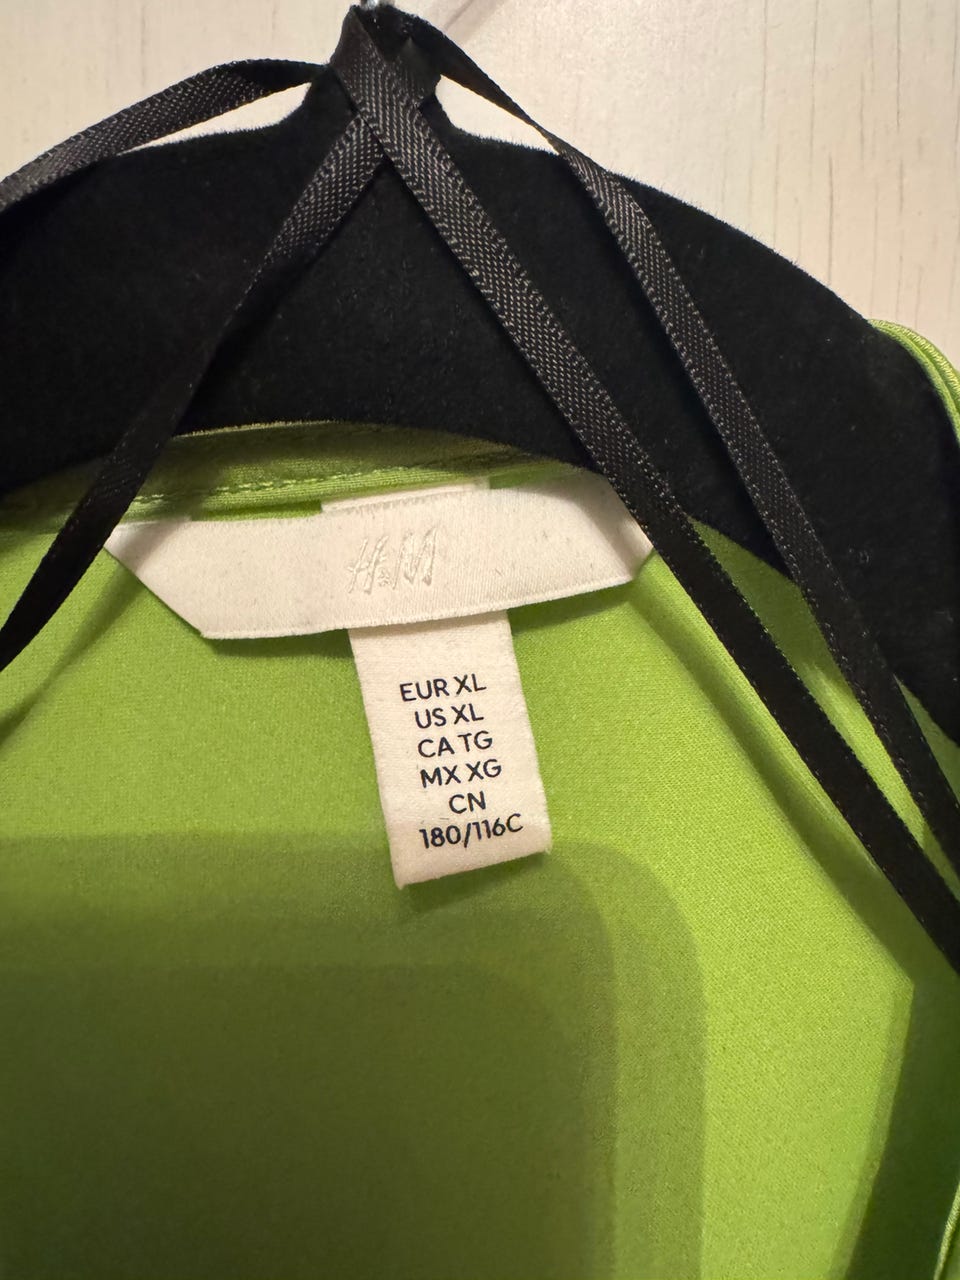 H&M
EUR XL
US XL
CA TG
MX XG
CN
180/116C